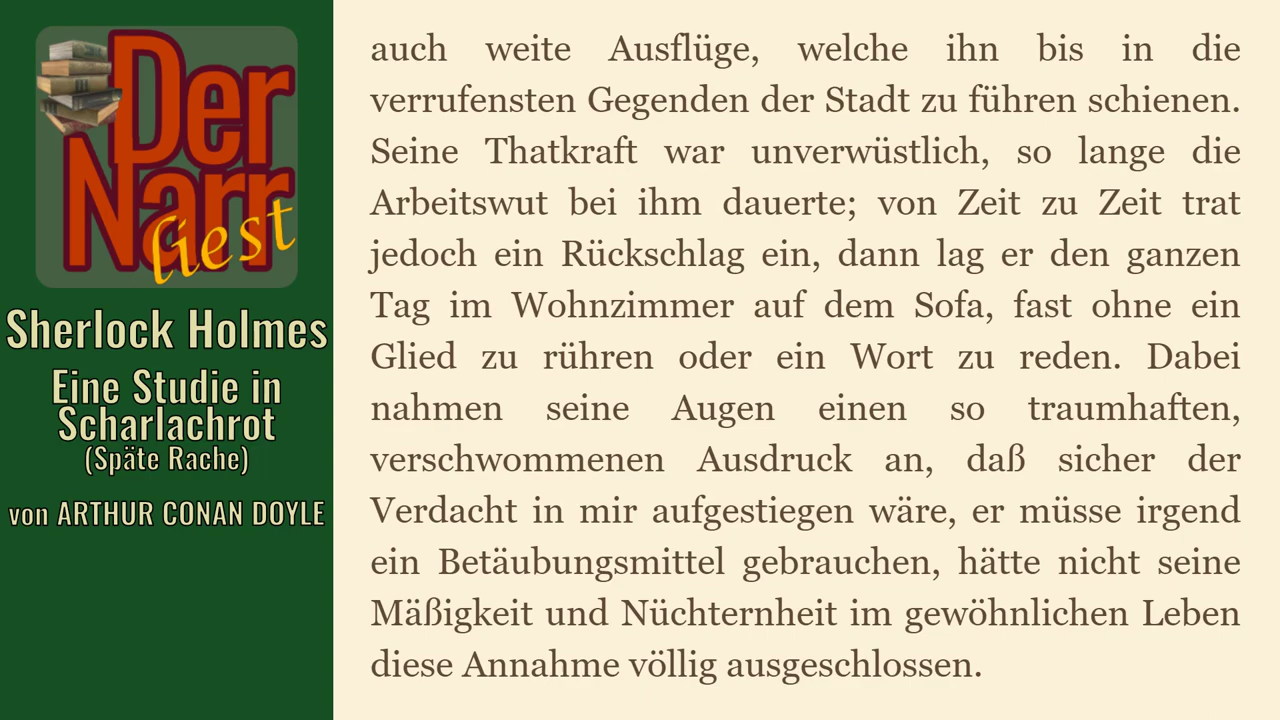 Der
Narr
liest
Sherlock Holmes
Eine Studie in
Scharlachrot
(Späte Rache)
von ARTHUR CONAN DOYLE
auch weite Ausflüge, welche ihn bis in die
verrufensten Gegenden der Stadt zu führen schienen.
Seine Thatkraft war unverwüstlich, so lange die
Arbeitswut bei ihm dauerte; von Zeit zu Zeit trat
jedoch ein Rückschlag ein, dann lag er den ganzen
Tag im Wohnzimmer auf dem Sofa, fast ohne ein
Glied zu rühren oder ein Wort zu reden. Dabei
nahmen seine Augen einen so traumhaften,
verschwommenen Ausdruck an, daß sicher der
Verdacht in mir aufgestiegen wäre, er müsse irgend
ein Betäubungsmittel gebrauchen, hätte nicht seine
Mäßigkeit und Nüchternheit im gewöhnlichen Leben
diese Annahme völlig ausgeschlossen.